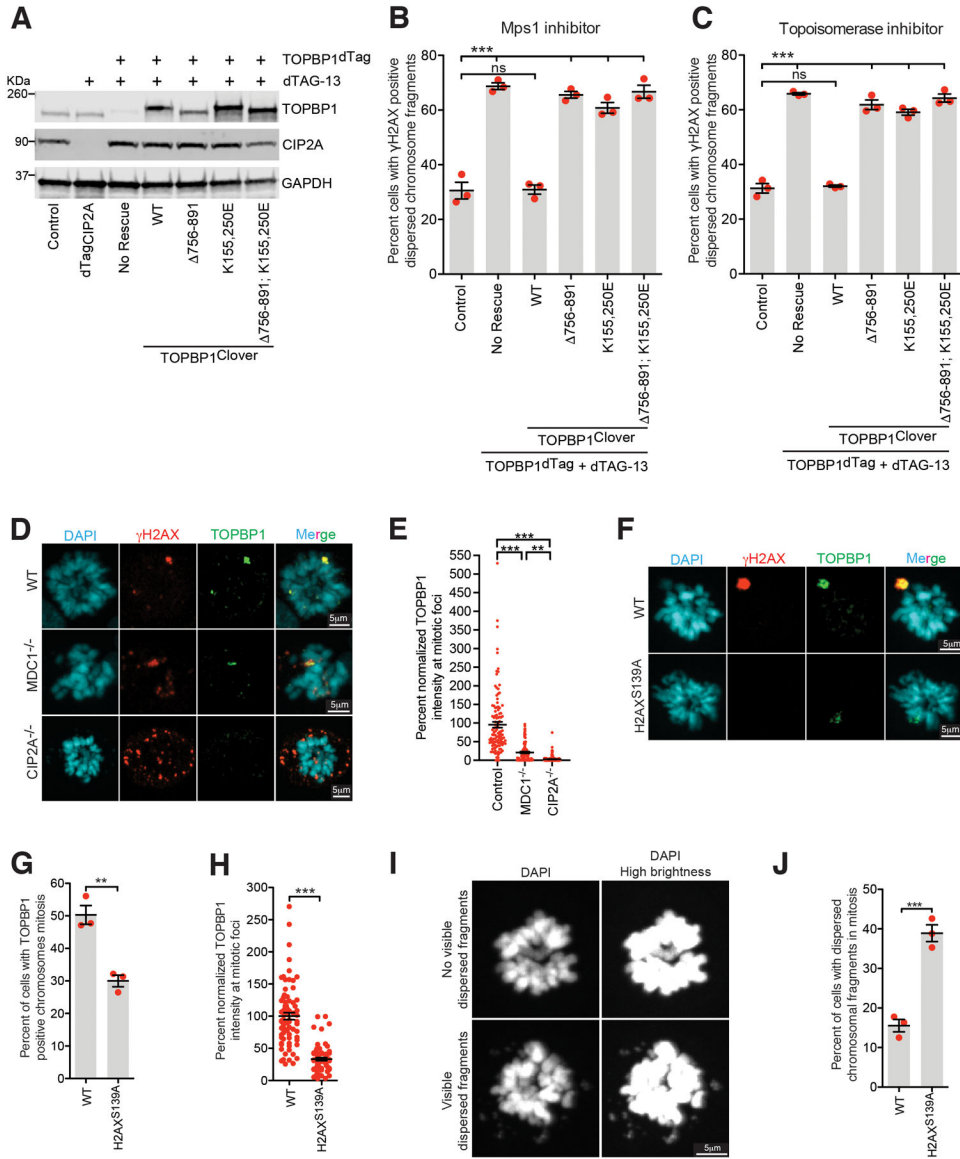 A
TOPBP1dTag
dTAG-13
KDa
260
90
37
TOPBP1
CIP2A
GAPDH
+ + + + +
+ + + + + +
Control
dTagCIP2A
No Rescue
WT
Δ756-891
K155,250E
Δ756-891; K155,250E
TOPBP1Clover
B
Mps1 inhibitor
Percent cells with γH2AX positive
dispersed chromosome fragments
80
60
40
20
0
***
ns
Control
No Rescue
WT
Δ756-891
K155,250E
Δ756-891; K155,250E
TOPBP1Clover
TOPBP1dTag + dTAG-13
C
Topoisomerase inhibitor
Percent cells with γH2AX positive
dispersed chromosome fragments
80
60
40
20
0
***
ns
Control
No Rescue
WT
Δ756-891
K155,250E
Δ756-891; K155,250E
TOPBP1Clover
TOPBP1dTag + dTAG-13
D
DAPI γH2AX TOPBP1 Merge
WT
5μm
MDC1-/-
5μm
CIP2A-/-
5μm
E
Percent normalized TOPBP1
intensity at mitotic foci
550
500
450
400
350
300
250
200
150
100
50
0
***
*** **
Control
MDC1-/-
CIP2A-/-
F
DAPI γH2AX TOPBP1 Merge
WT
5μm
H2AXS139A
5μm
G
Percent of cells with TOPBP1
positive chromosomes mitosis
60
50
40
30
20
10
0
**
WT
H2AXS139A
H
Percent normalized TOPBP1
intensity at mitotic foci
300
250
200
150
100
50
0
***
WT
H2AXS139A
I
DAPI
DAPI
High brightness
No visible
dispersed fragments
Visible
dispersed fragments
5μm
J
Percent of cells with dispersed
chromosomal fragments in mitosis
50
40
30
20
10
0
***
WT
H2AXS139A